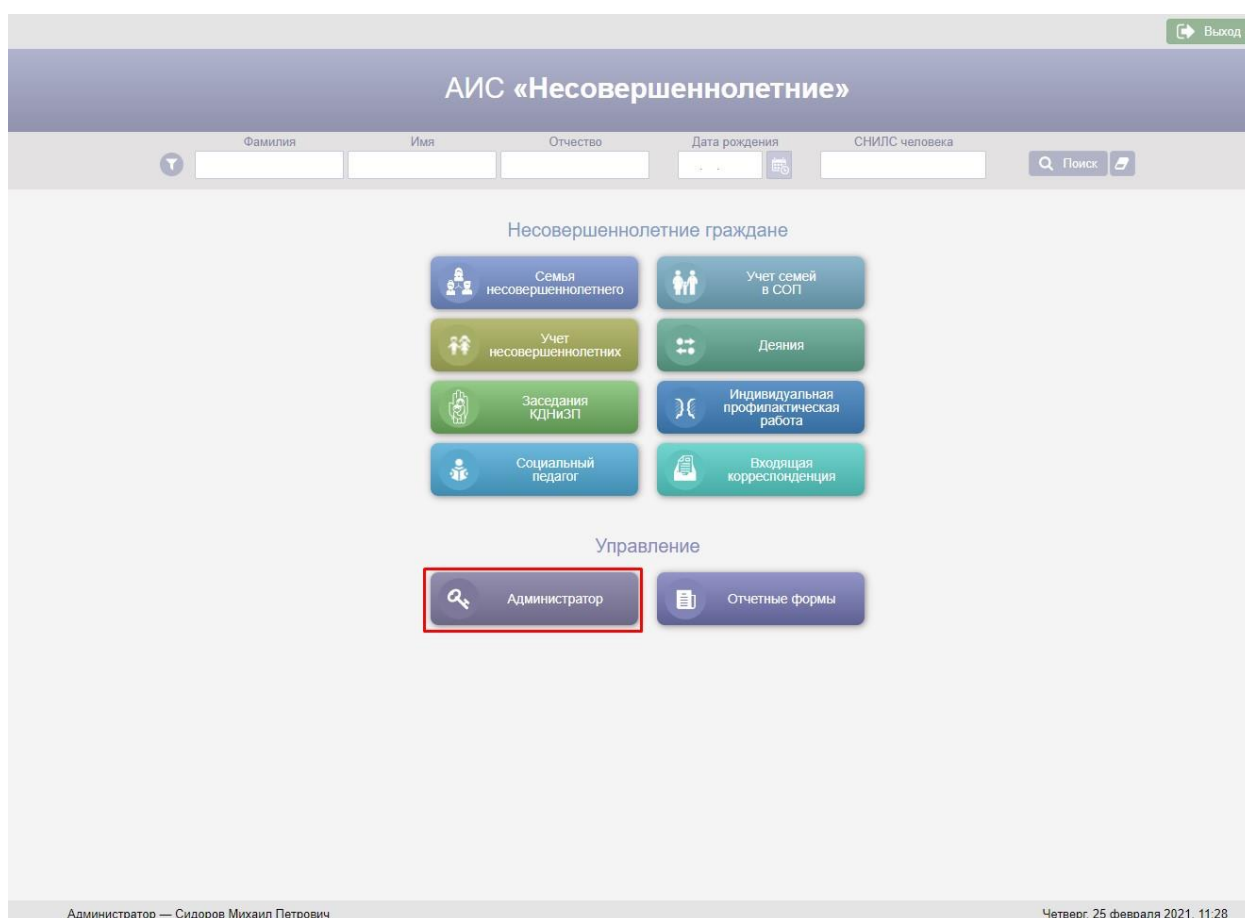 Выход
АИС «Несовершеннолетние»
Фамилия Имя Отчество Дата рождения СНИЛС человека
. .
Поиск
Несовершеннолетние граждане
Семья
несовершеннолетнего
Учет семей
в СОП
Учет
несовершеннолетних
Деяния
Заседания
КДНиЗП
Индивидуальная
профилактическая
работа
Социальный
педагог
Входящая
корреспонденция
Управление
Администратор
Отчетные формы
Администратор — Сидоров Михаил Петрович
Четверг, 25 февраля 2021, 11:28